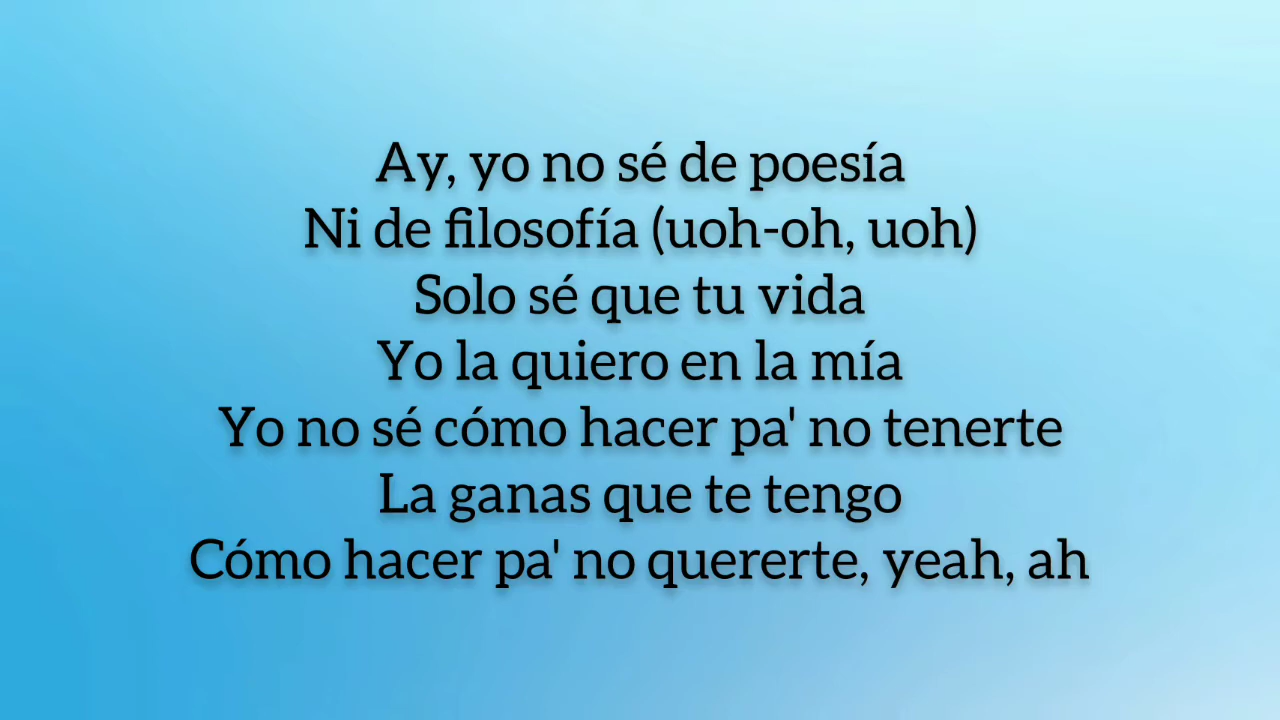 Ay, yo no sé de poesía
Ni de filosofía (uoh-oh, uoh)
Solo sé que tu vida
Yo la quiero en la mía
Yo no sé cómo hacer pa' no tenerte
La ganas que te tengo
Cómo hacer pa' no quererte, yeah, ah